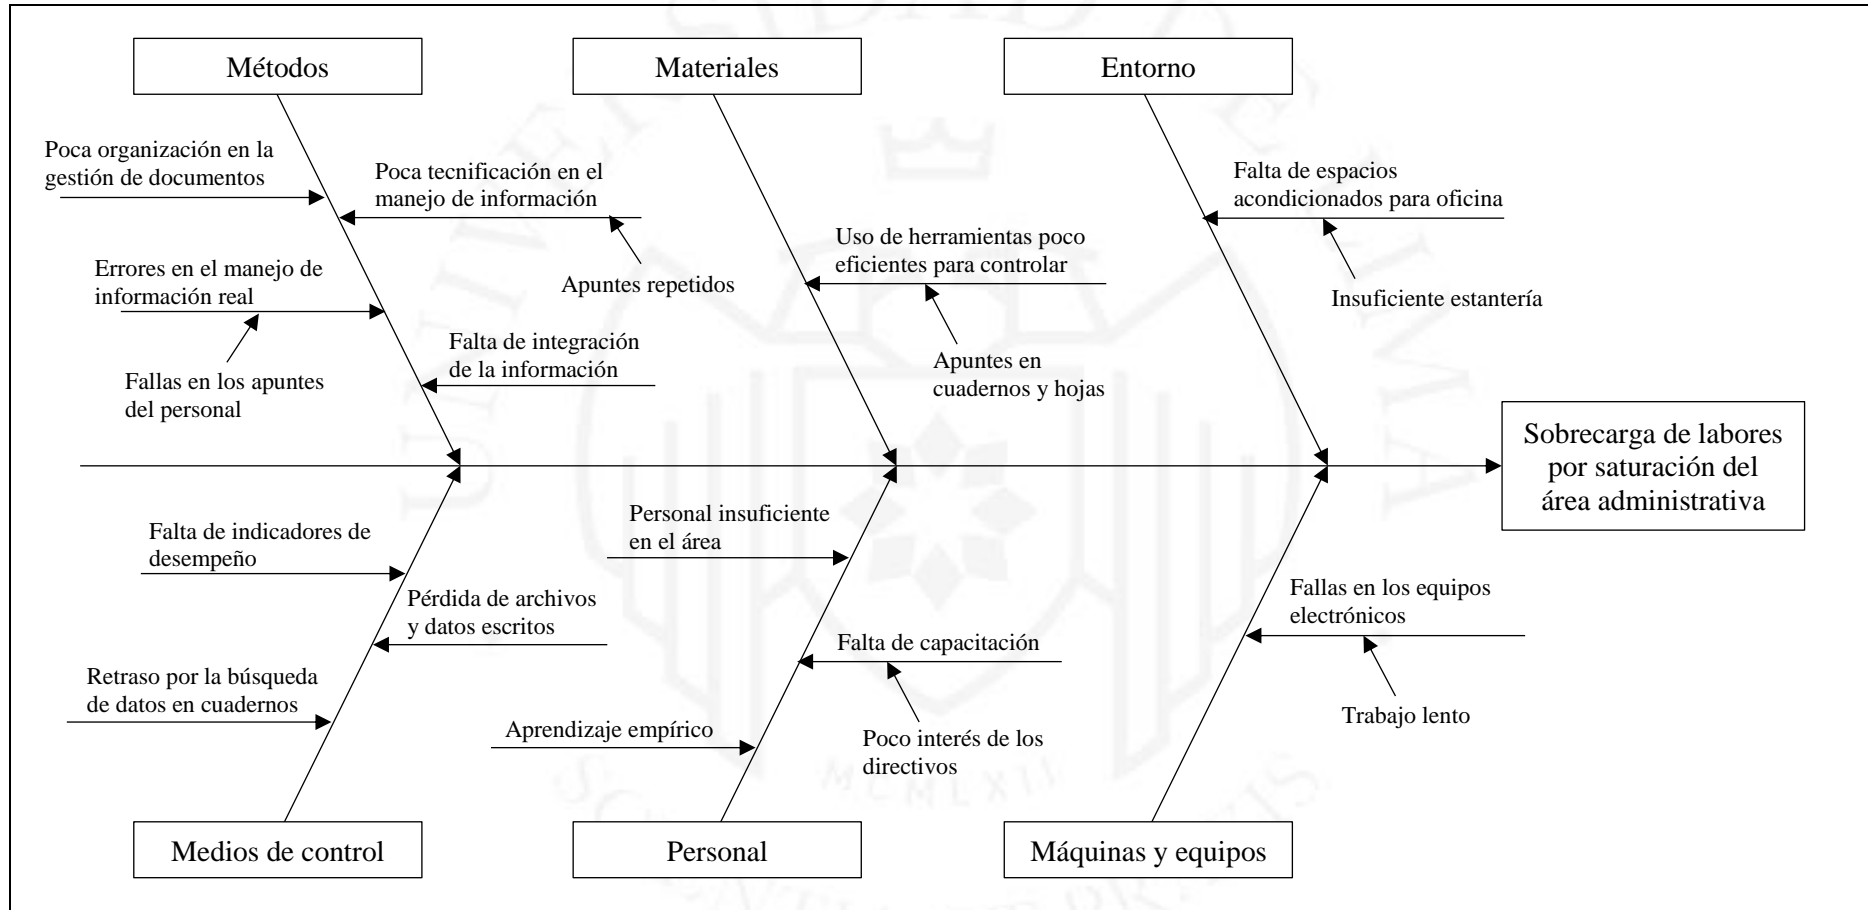 Métodos
Materiales
Entorno
Poca organización en la
gestión de documentos
Poca tecnificación en el
manejo de información
Apuntes repetidos
Errores en el manejo de
información real
Fallas en los apuntes
del personal
Falta de integración
de la información
Uso de herramientas poco
eficientes para controlar
Apuntes en
cuadernos y hojas
Falta de espacios
acondicionados para oficina
Insuficiente estantería
Sobrecarga de labores
por saturación del
área administrativa
Falta de indicadores de
desempeño
Pérdida de archivos
y datos escritos
Retraso por la búsqueda
de datos en cuadernos
Personal insuficiente
en el área
Falta de capacitación
Poco interés de los
directivos
Aprendizaje empírico
Fallas en los equipos
electrónicos
Trabajo lento
Medios de control
Personal
Máquinas y equipos
UNIVERSIDAD DE LIMA
MCMLXII